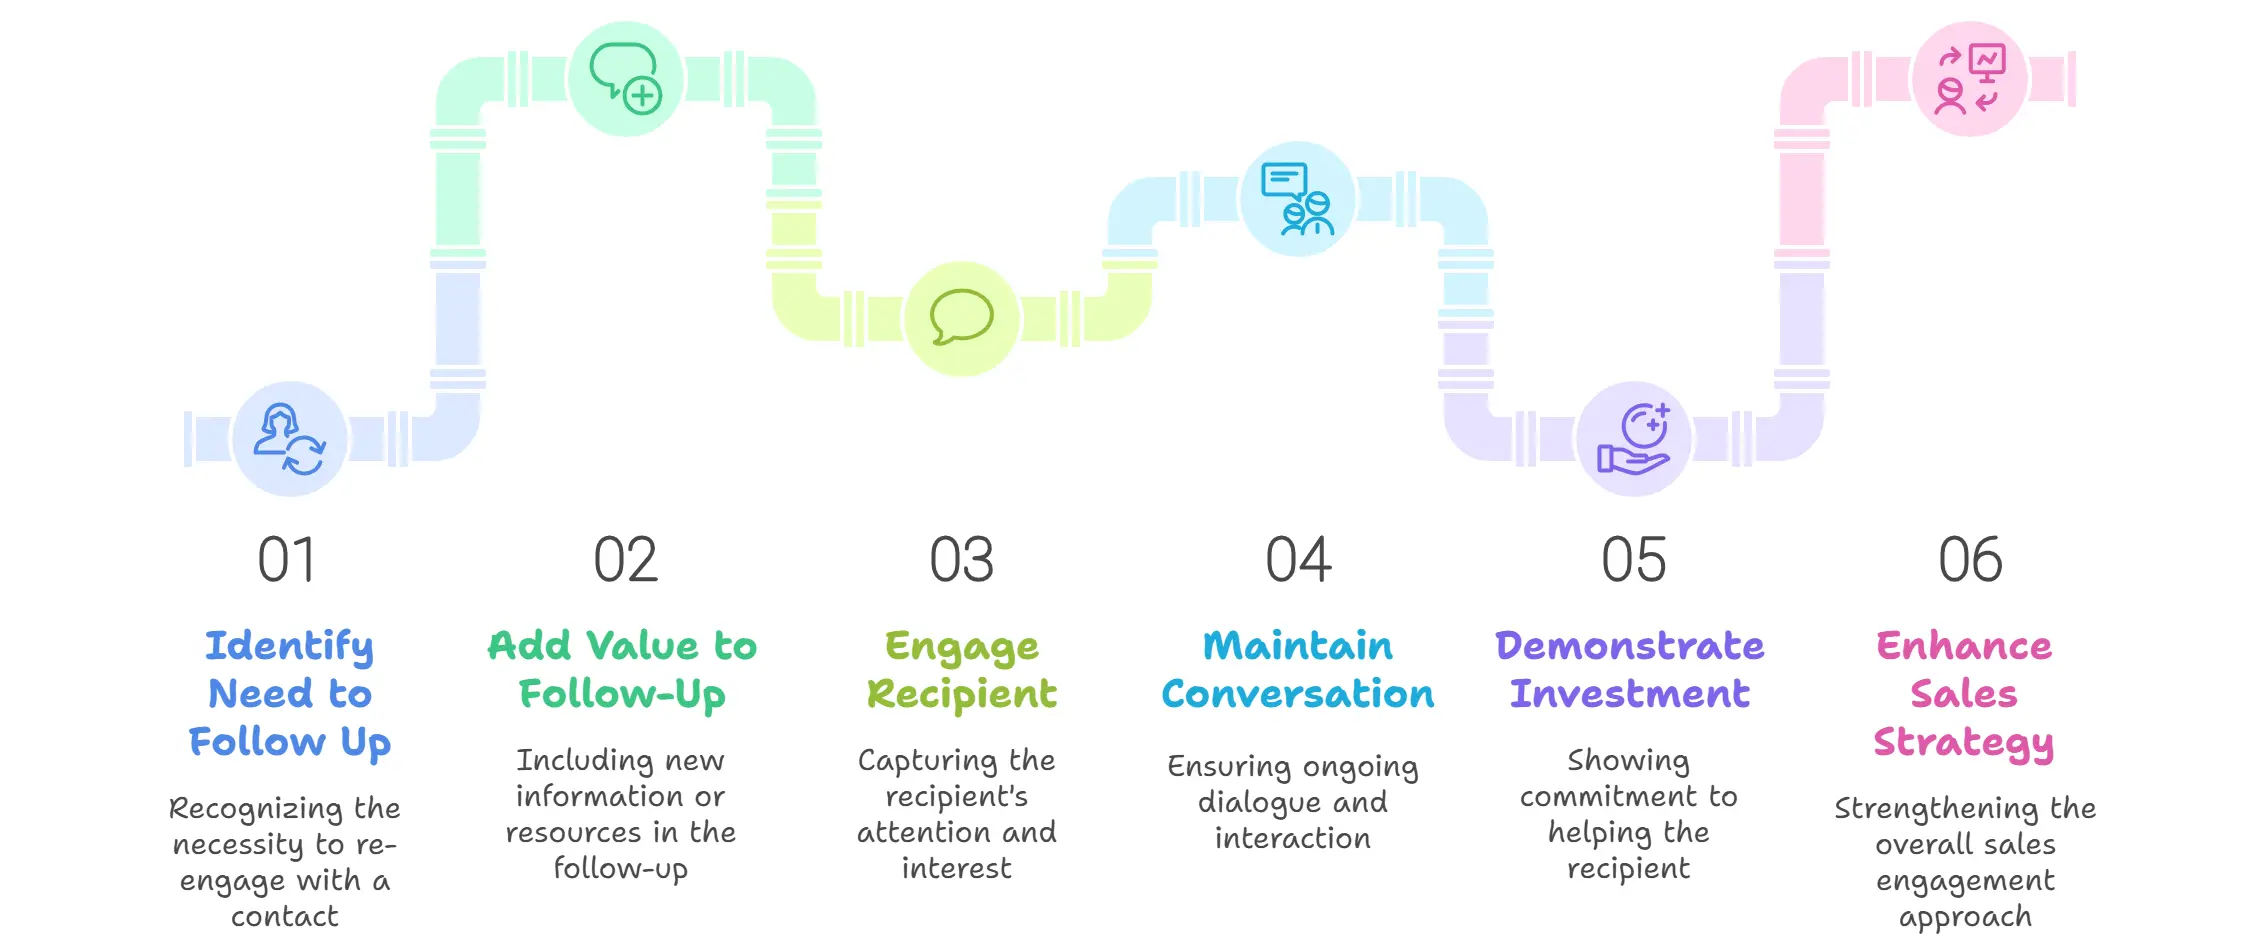 01
Identify
Need to
Follow Up
Recognizing the
necessity to re-
engage with a
contact
02
Add Value to
Follow-Up
Including new
information or
resources in the
follow-up
03
Engage
Recipient
Capturing the
recipient's
attention and
interest
04
Maintain
Conversation
Ensuring ongoing
dialogue and
interaction
05
Demonstrate
Investment
Showing
commitment to
helping the
recipient
06
Enhance
Sales
Strategy
Strengthening the
overall sales
engagement
approach